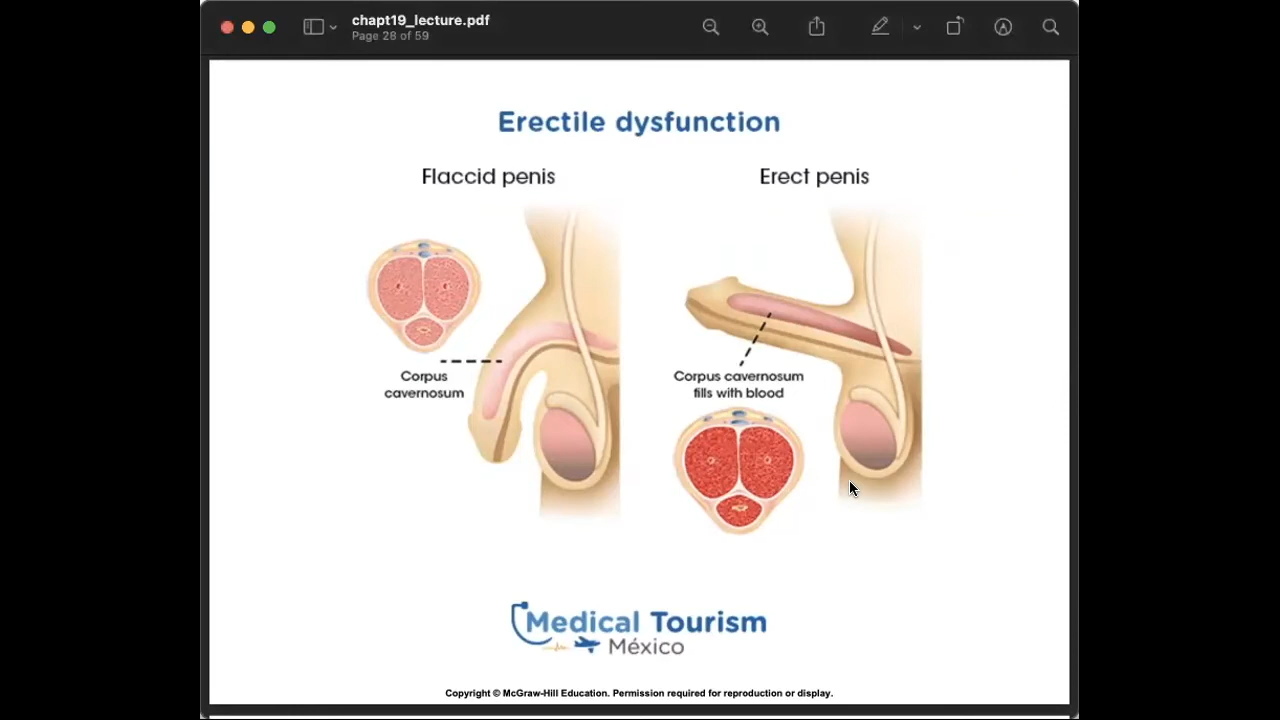 chapt19_lecture.pdf
Page 28 of 59
Erectile dysfunction
Flaccid penis
Erect penis
Corpus
cavernosum
Corpus cavernosum
fills with blood
Medical Tourism
México
Copyright © McGraw-Hill Education. Permission required for reproduction or display.